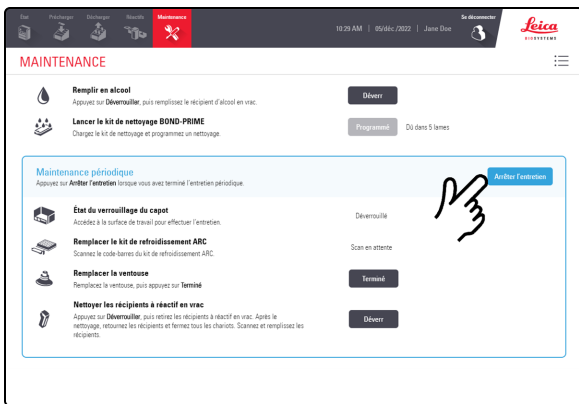 État Précharger Décharger Réactifs Maintenance
10:29 AM | 05/déc./2022 | Jane Doe
Se déconnecter
Leica
BIOSYSTEMS
MAINTENANCE
Remplir en alcool
Appuyez sur Déverrouiller, puis remplissez le récipient d'alcool en vrac.
Déverr
Lancer le kit de nettoyage BOND-PRIME
Chargez le kit de nettoyage et programmez un nettoyage.
Programmé Dû dans 5 lames
Maintenance périodique
Appuyez sur Arrêter l'entretien lorsque vous avez terminé l'entretien périodique.
Arrêter l'entretien
État du verrouillage du capot
Accédez à la surface de travail pour effectuer l'entretien.
Déverrouillé
Remplacer le kit de refroidissement ARC
Scannez le code-barres du kit de refroidissement ARC.
Scan en attente
Remplacer la ventouse
Remplacez la ventouse, puis appuyez sur Terminé
Terminé
Nettoyer les récipients à réactif en vrac
Appuyez sur Déverrouiller, puis retirez les récipients à réactif en vrac. Après le
nettoyage, retournez les récipients et fermez tous les chariots. Scannez et remplissez les
récipients.
Déverr